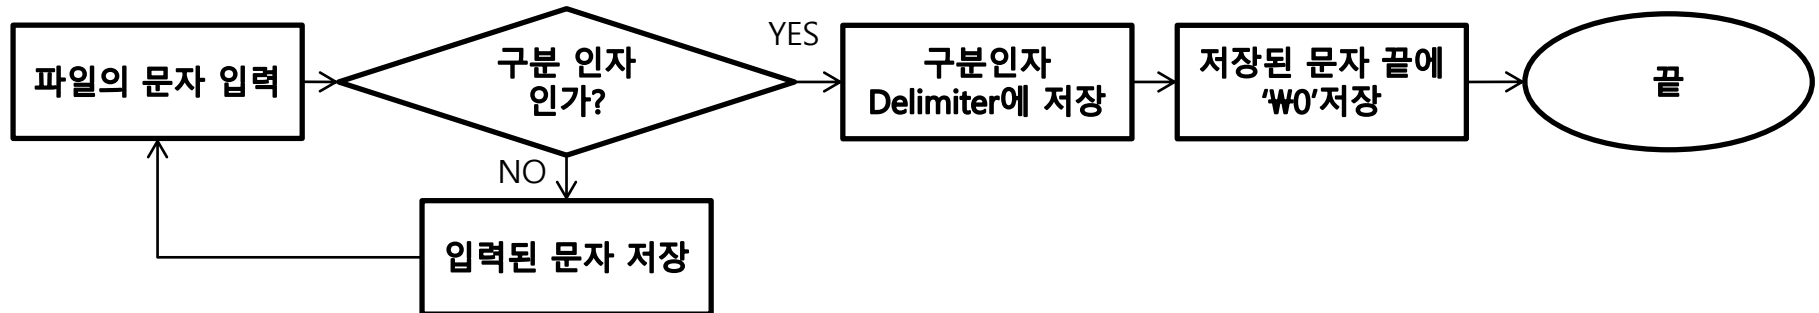 파일의 문자 입력
구분 인자
인가?
YES
구분인자
Delimiter에 저장
저장된 문자 끝에
‘₩0’저장
끝
NO
입력된 문자 저장